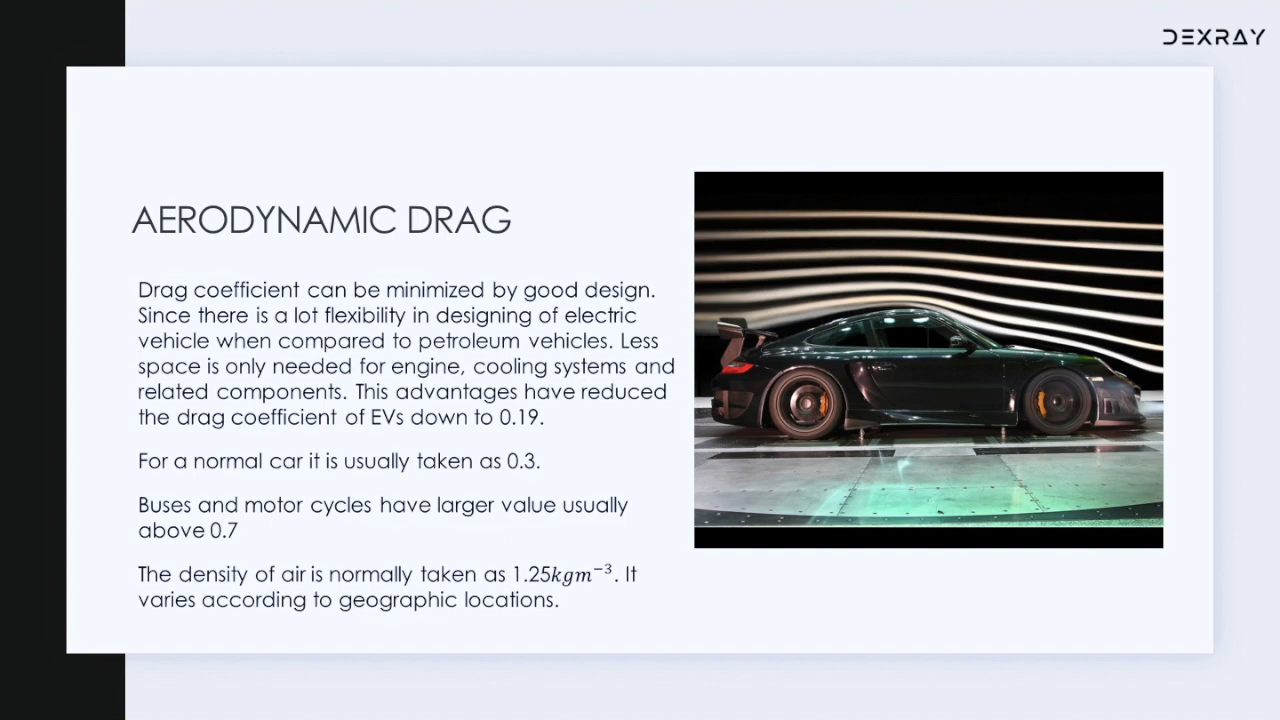 DEXRAY
AERODYNAMIC DRAG
Drag coefficient can be minimized by good design.
Since there is a lot flexibility in designing of electric
vehicle when compared to petroleum vehicles. Less
space is only needed for engine, cooling systems and
related components. This advantages have reduced
the drag coefficient of EVs down to 0.19.
For a normal car it is usually taken as 0.3.
Buses and motor cycles have larger value usually
above 0.7
The density of air is normally taken as 1.25kgm⁻³. It
varies according to geographic locations.